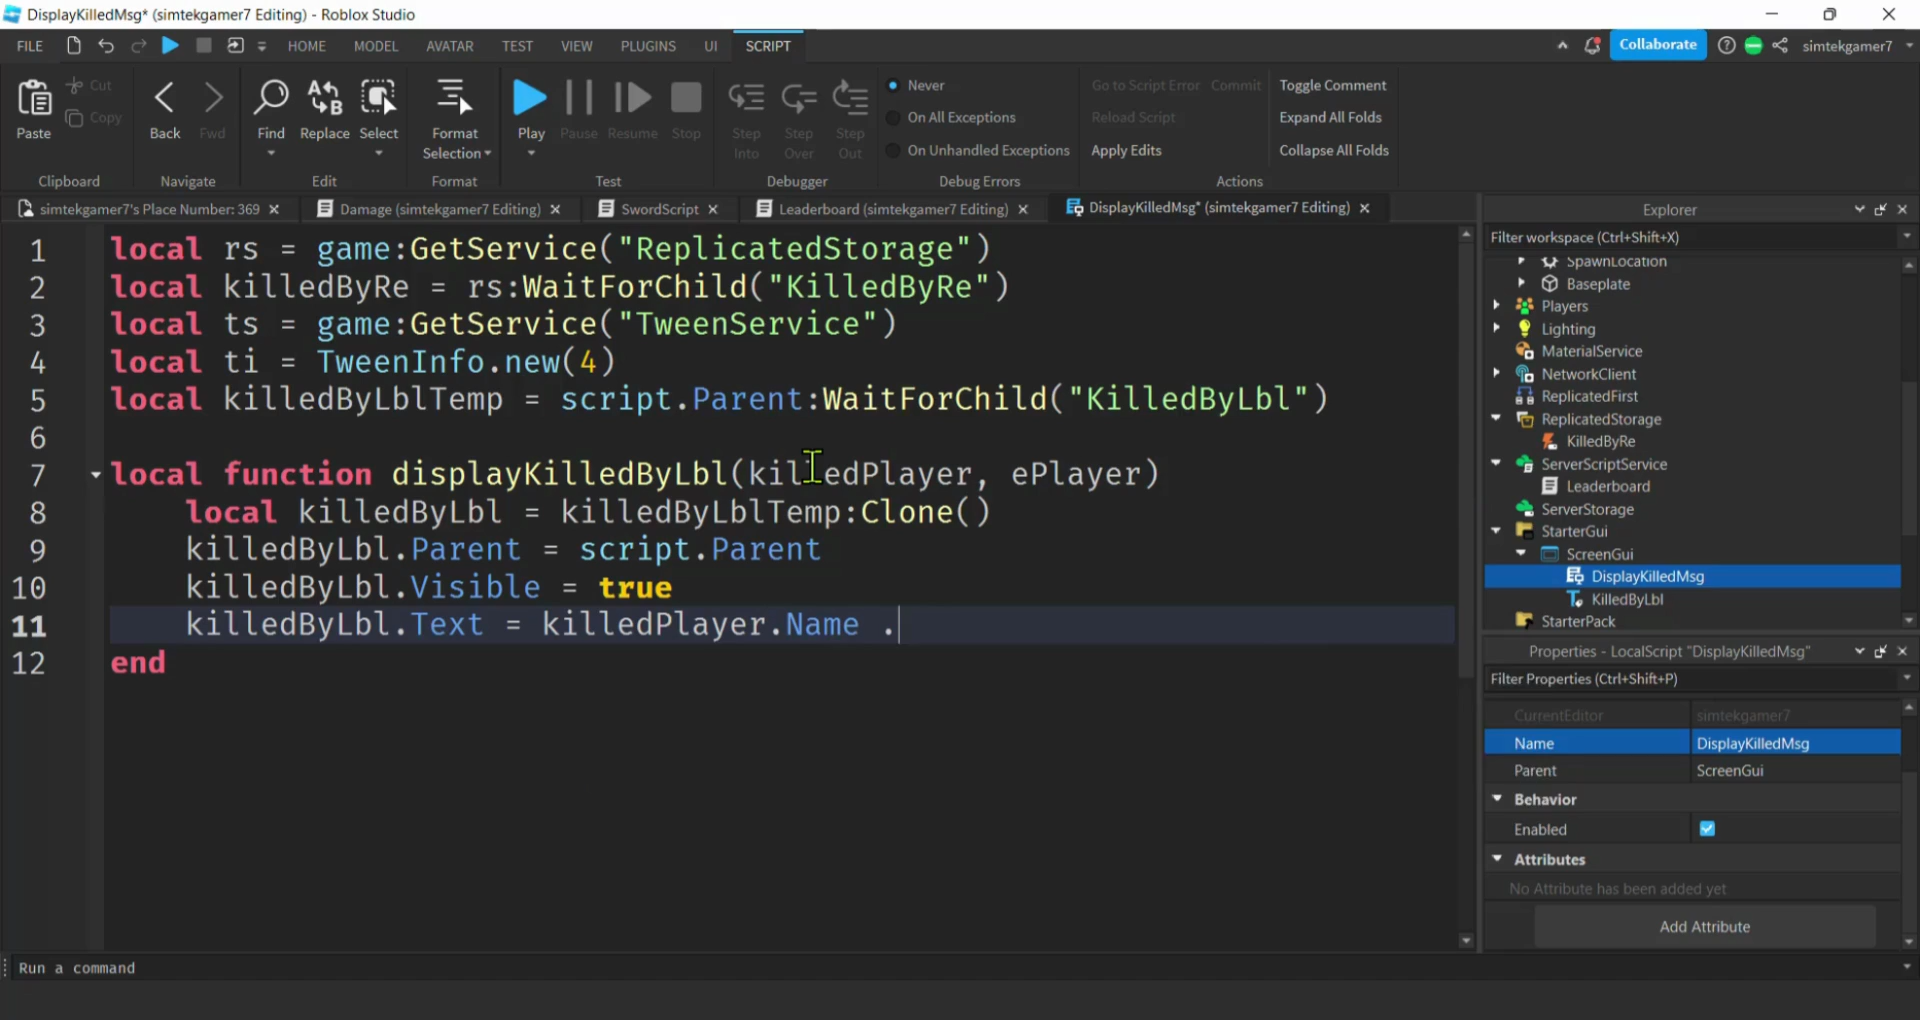 DisplayKilledMsg* (simtekgamer7 Editing) - Roblox Studio
FILE HOME MODEL AVATAR TEST VIEW PLUGINS UI SCRIPT Collaborate simtekgamer7
Paste Cut Copy Back Fwd Find Replace Select Format Selection Play Pause Resume Stop Step Into Step Over Step Out
Never
On All Exceptions
On Unhandled Exceptions
Go to Script Error Commit
Reload Script
Apply Edits
Toggle Comment
Expand All Folds
Collapse All Folds
Clipboard Navigate Edit Format Test Debugger Debug Errors Actions
simtekgamer7's Place Number: 369 Damage (simtekgamer7 Editing) SwordScript Leaderboard (simtekgamer7 Editing) DisplayKilledMsg* (simtekgamer7 Editing)
1 local rs = game:GetService("ReplicatedStorage")
2 local killedByRe = rs:WaitForChild("KilledByRe")
3 local ts = game:GetService("TweenService")
4 local ti = TweenInfo.new(4)
5 local killedByLblTemp = script.Parent:WaitForChild("KilledByLbl")
6
7 local function displayKilledByLbl(killedPlayer, ePlayer)
8 local killedByLbl = killedByLblTemp:Clone()
9 killedByLbl.Parent = script.Parent
10 killedByLbl.Visible = true
11 killedByLbl.Text = killedPlayer.Name .
12 end
Explorer
Filter workspace (Ctrl+Shift+X)
SpawnLocation
Baseplate
Players
Lighting
MaterialService
NetworkClient
ReplicatedFirst
ReplicatedStorage
KilledByRe
ServerScriptService
Leaderboard
ServerStorage
StarterGui
ScreenGui
DisplayKilledMsg
KilledByLbl
StarterPack
Properties - LocalScript "DisplayKilledMsg"
Filter Properties (Ctrl+Shift+P)
CurrentEditor simtekgamer7
Name DisplayKilledMsg
Parent ScreenGui
Behavior
Enabled
Attributes
No Attribute has been added yet
Add Attribute
Run a command